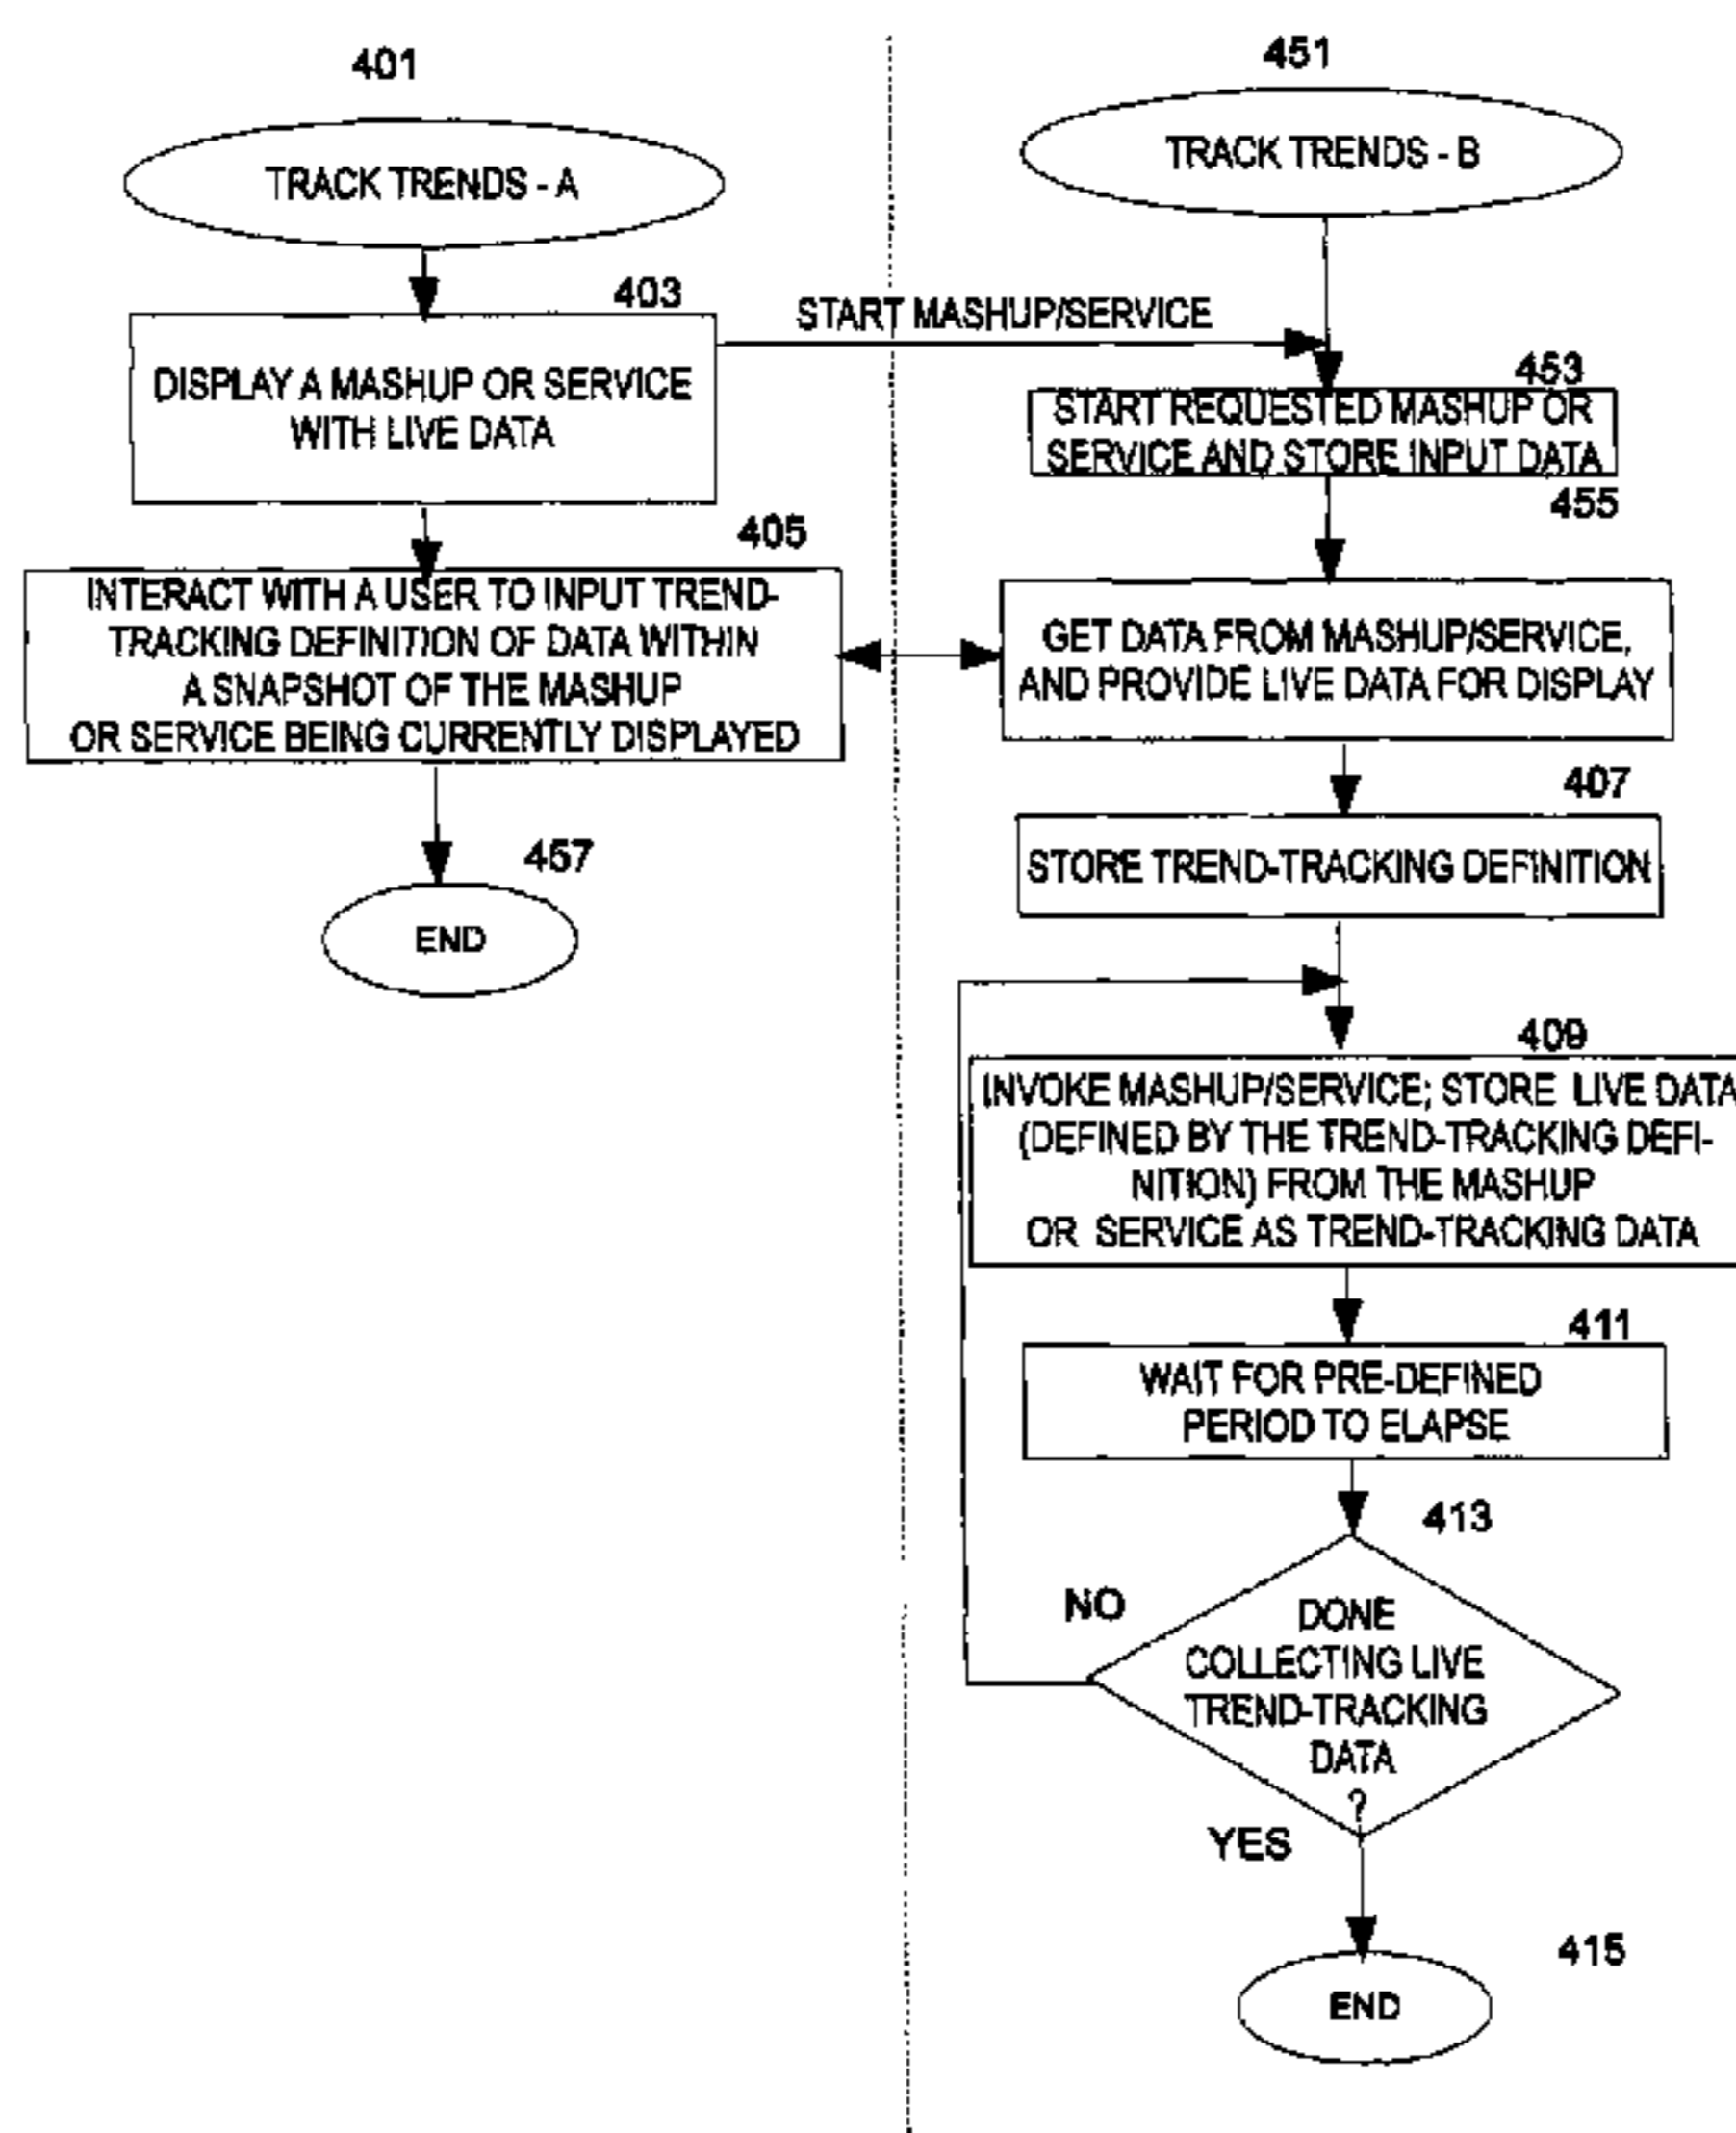 401
TRACK TRENDS - A
403
DISPLAY A MASHUP OR SERVICE
WITH LIVE DATA
405
INTERACT WITH A USER TO INPUT TREND-
TRACKING DEFINITION OF DATA WITHIN
A SNAPSHOT OF THE MASHUP
OR SERVICE BEING CURRENTLY DISPLAYED
457
END
START MASHUP/SERVICE
451
TRACK TRENDS - B
453
START REQUESTED MASHUP OR
SERVICE AND STORE INPUT DATA
455
GET DATA FROM MASHUP/SERVICE,
AND PROVIDE LIVE DATA FOR DISPLAY
407
STORE TREND-TRACKING DEFINITION
409
INVOKE MASHUP/SERVICE; STORE LIVE DATA
(DEFINED BY THE TREND-TRACKING DEFI-
NITION) FROM THE MASHUP
OR SERVICE AS TREND-TRACKING DATA
411
WAIT FOR PRE-DEFINED
PERIOD TO ELAPSE
413
NO
DONE
COLLECTING LIVE
TREND-TRACKING
DATA
?
YES
415
END